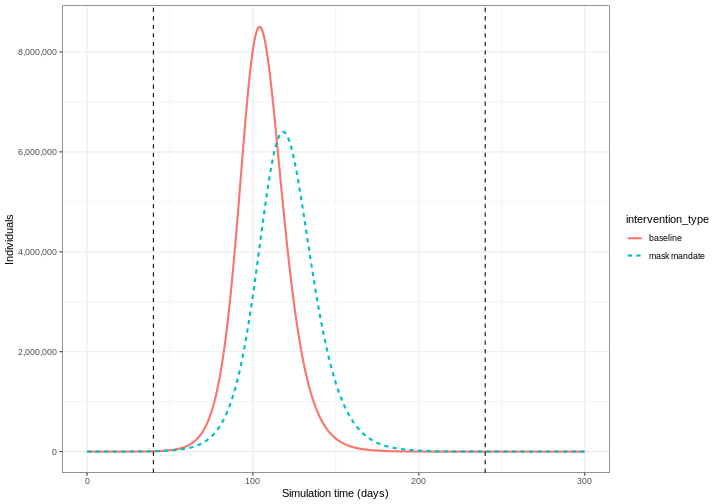 8,000,000
6,000,000
4,000,000
2,000,000
0
Individuals
0
100
200
300
Simulation time (days)
intervention_type
baseline
mask mandate